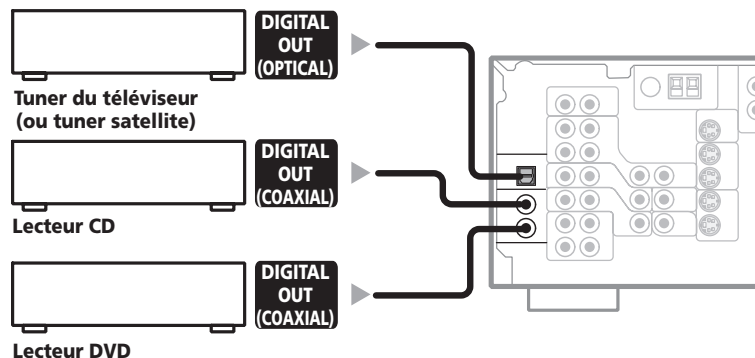 DIGITAL
OUT
(OPTICAL)
Tuner du téléviseur
(ou tuner satellite)
DIGITAL
OUT
(COAXIAL)
Lecteur CD
DIGITAL
OUT
(COAXIAL)
Lecteur DVD